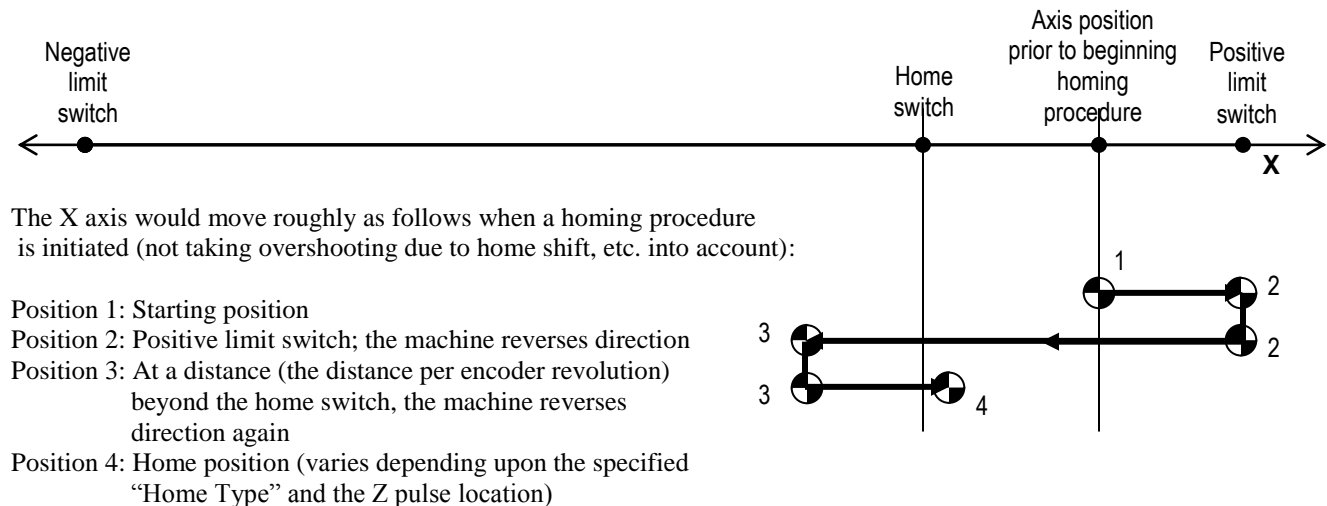 Negative
limit
switch
Home
switch
Axis position
prior to beginning
homing
procedure
Positive
limit
switch
X
The X axis would move roughly as follows when a homing procedure
is initiated (not taking overshooting due to home shift, etc. into account):
Position 1: Starting position
Position 2: Positive limit switch; the machine reverses direction
Position 3: At a distance (the distance per encoder revolution)
beyond the home switch, the machine reverses
direction again
Position 4: Home position (varies depending upon the specified
“Home Type” and the Z pulse location)
1
2
3
2
3
4